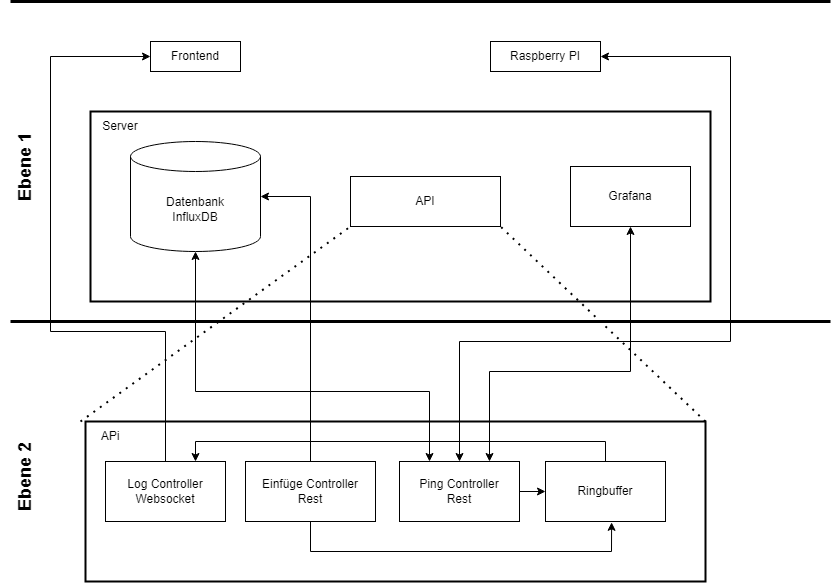 Frontend
Raspberry PI
Ebene 1
Server
Datenbank
InfluxDB
API
Grafana
Ebene 2
APi
Log Controller
Websocket
Einfüge Controller
Rest
Ping Controller
Rest
Ringbuffer